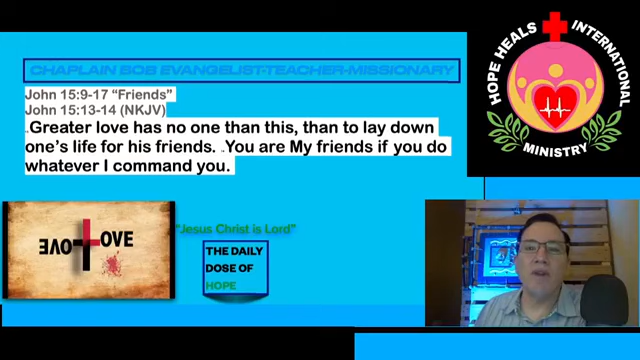 CHAPLAIN BOB EVANGELIST-TEACHER-MISSIONARY
John 15:9-17 “Friends”
John 15:13-14 (NKJV)
Greater love has no one than this, than to lay down
one’s life for his friends. You are My friends if you do
whatever I command you.
HOPE HEALS INTERNATIONAL
MINISTRY
LOVE
LOVE
"Jesus Christ is Lord"
THE DAILY
DOSE OF
HOPE